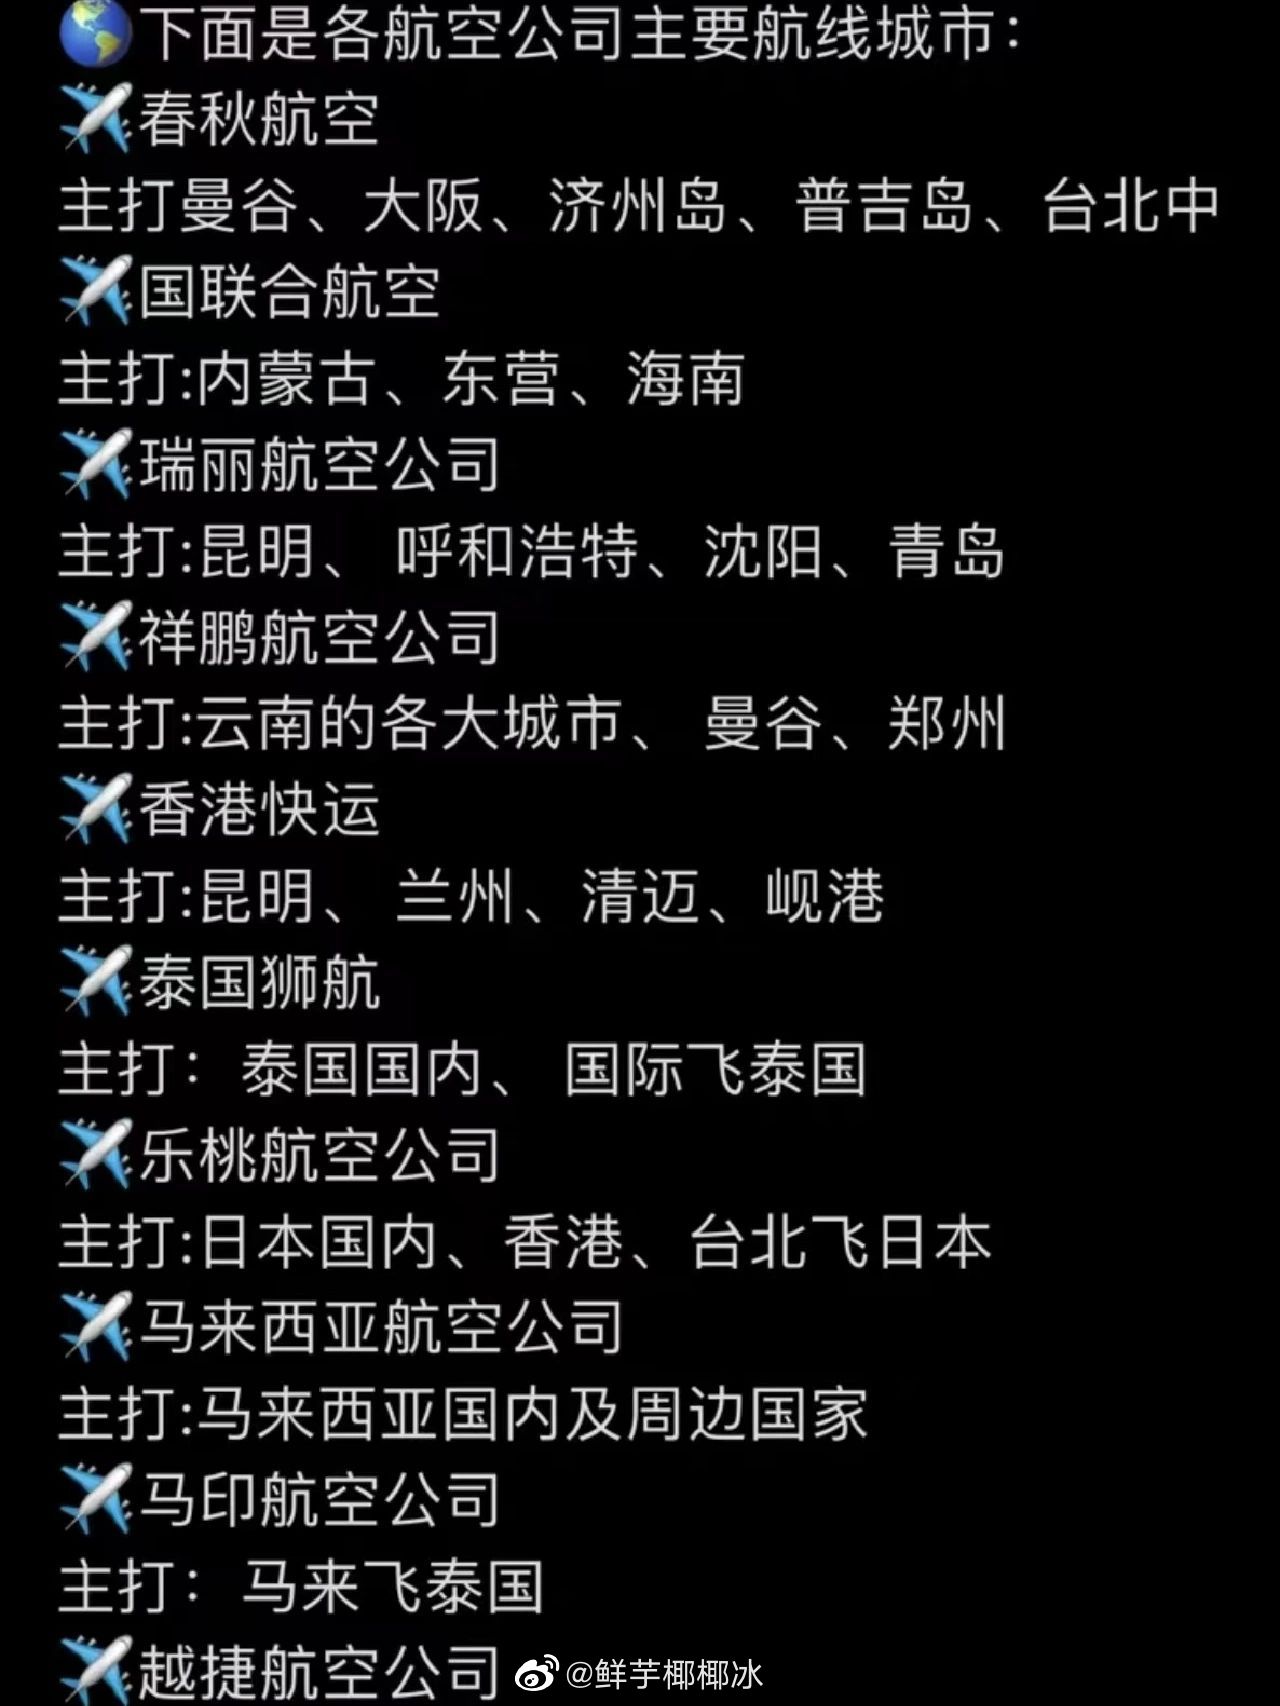 🌎下面是各航空公司主要航线城市：
✈️春秋航空
主打曼谷、大阪、济州岛、普吉岛、台北中
✈️国联合航空
主打:内蒙古、东营、海南
✈️瑞丽航空公司
主打:昆明、 呼和浩特、沈阳、青岛
✈️祥鹏航空公司
主打:云南的各大城市、 曼谷、郑州
✈️香港快运
主打:昆明、 兰州、清迈、岘港
✈️泰国狮航
主打：泰国国内、 国际飞泰国
✈️乐桃航空公司
主打:日本国内、香港、台北飞日本
✈️马来西亚航空公司
主打:马来西亚国内及周边国家
✈️马印航空公司
主打：马来飞泰国
✈️越捷航空公司
@鲜芋椰椰冰